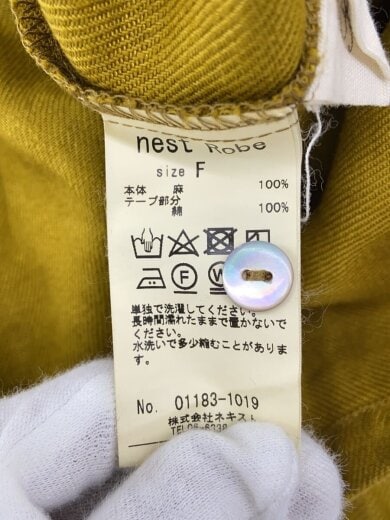 nest Robe
size F
本体 麻 100%
テープ部分
綿 100%
F W
単独で洗濯してください。
長時間濡れたままで置かないで
ください。
水洗いで多少縮むことがありま
す。
No. 01183-1019
株式会社ネキスト